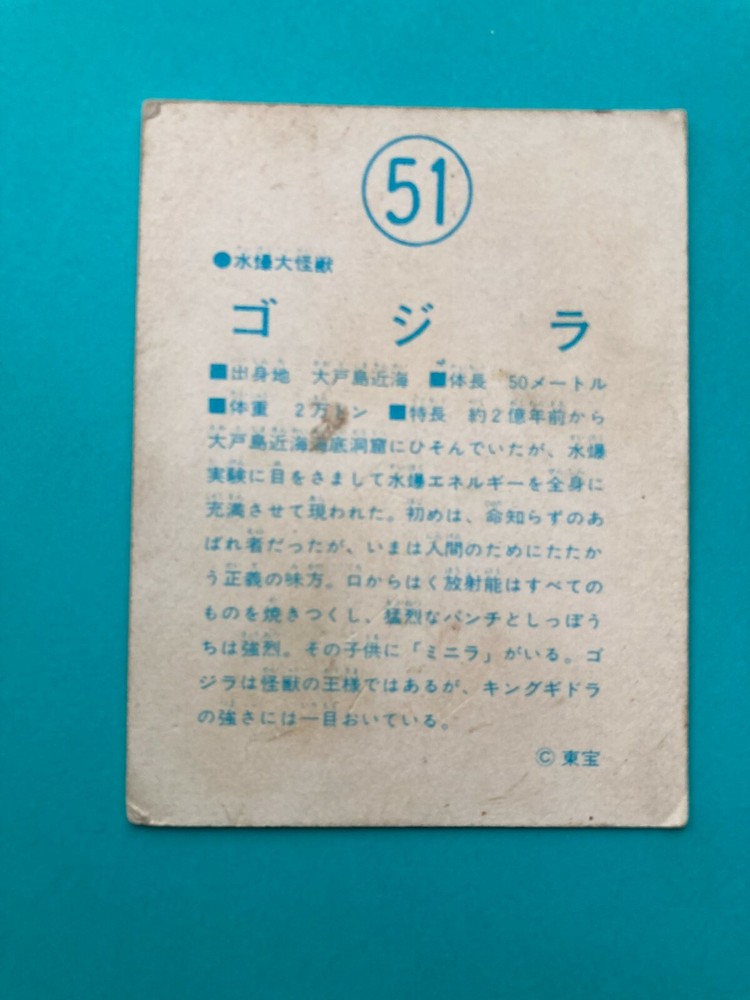 51
●水爆大怪獣
ゴジラ
■出身地　大戸島近海　■体長　50メートル
■体重　2万トン　■特長　約2億年前から
大戸島近海海底洞窟にひそんでいたが、水爆
実験に目をさまして水爆エネルギーを全身に
充満させて現われた。初めは、命知らずのあ
ばれ者だったが、いまは人間のためにたたか
う正義の味方。口からはく放射能はすべての
ものを焼きつくし、猛烈なパンチとしっぽう
ちは強烈。その子供に「ミニラ」がいる。ゴ
ジラは怪獣の王様ではあるが、キングギドラ
の強さには一目おいている。
©東宝